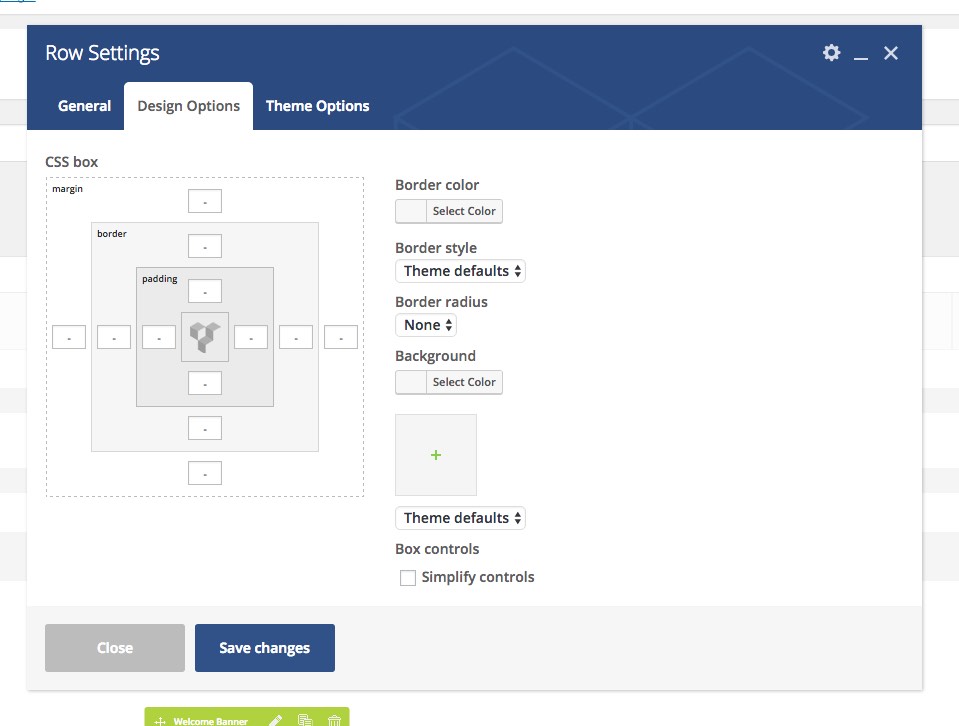 Row Settings
General
Design Options
Theme Options
CSS box
margin
-
border
-
padding
-
- - - - - -
-
-
-
Border color
Select Color
Border style
Theme defaults
Border radius
None
Background
Select Color
+
Theme defaults
Box controls
Simplify controls
Close
Save changes
Welcome Banner